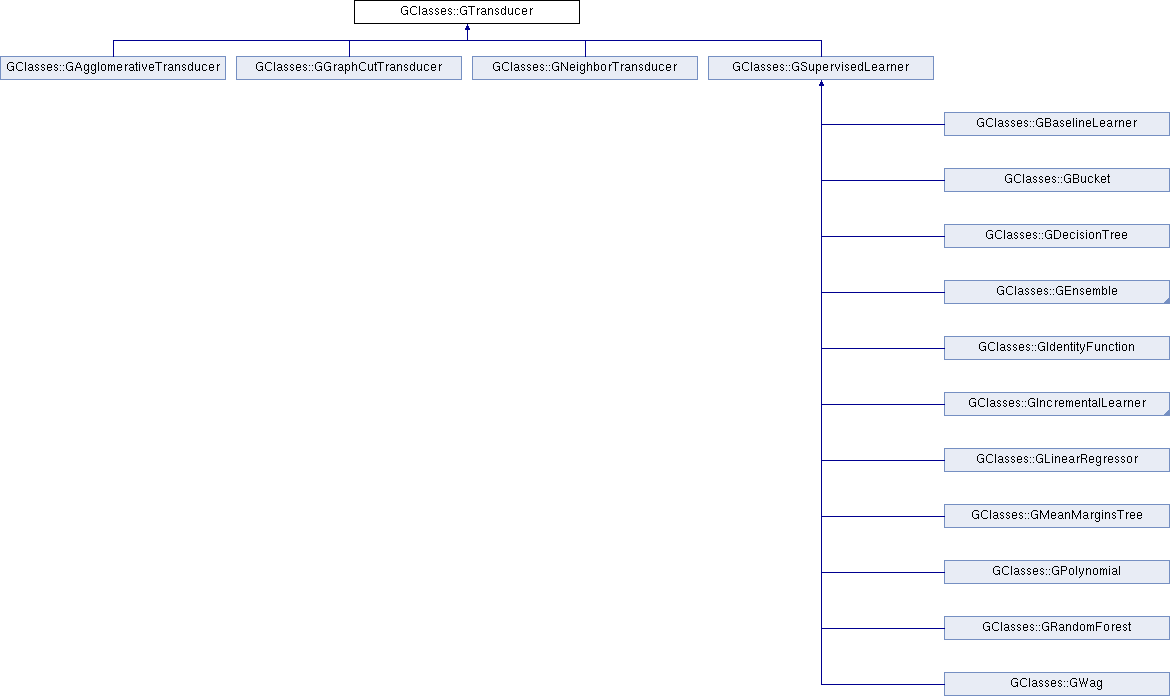 GClasses::GTransducer
GClasses::GAgglomerativeTransducer
GClasses::GGraphCutTransducer
GClasses::GNeighborTransducer
GClasses::GSupervisedLearner
GClasses::GBaselineLearner
GClasses::GBucket
GClasses::GDecisionTree
GClasses::GEnsemble
GClasses::GIdentityFunction
GClasses::GIncrementalLearner
GClasses::GLinearRegressor
GClasses::GMeanMarginsTree
GClasses::GPolynomial
GClasses::GRandomForest
GClasses::GWag